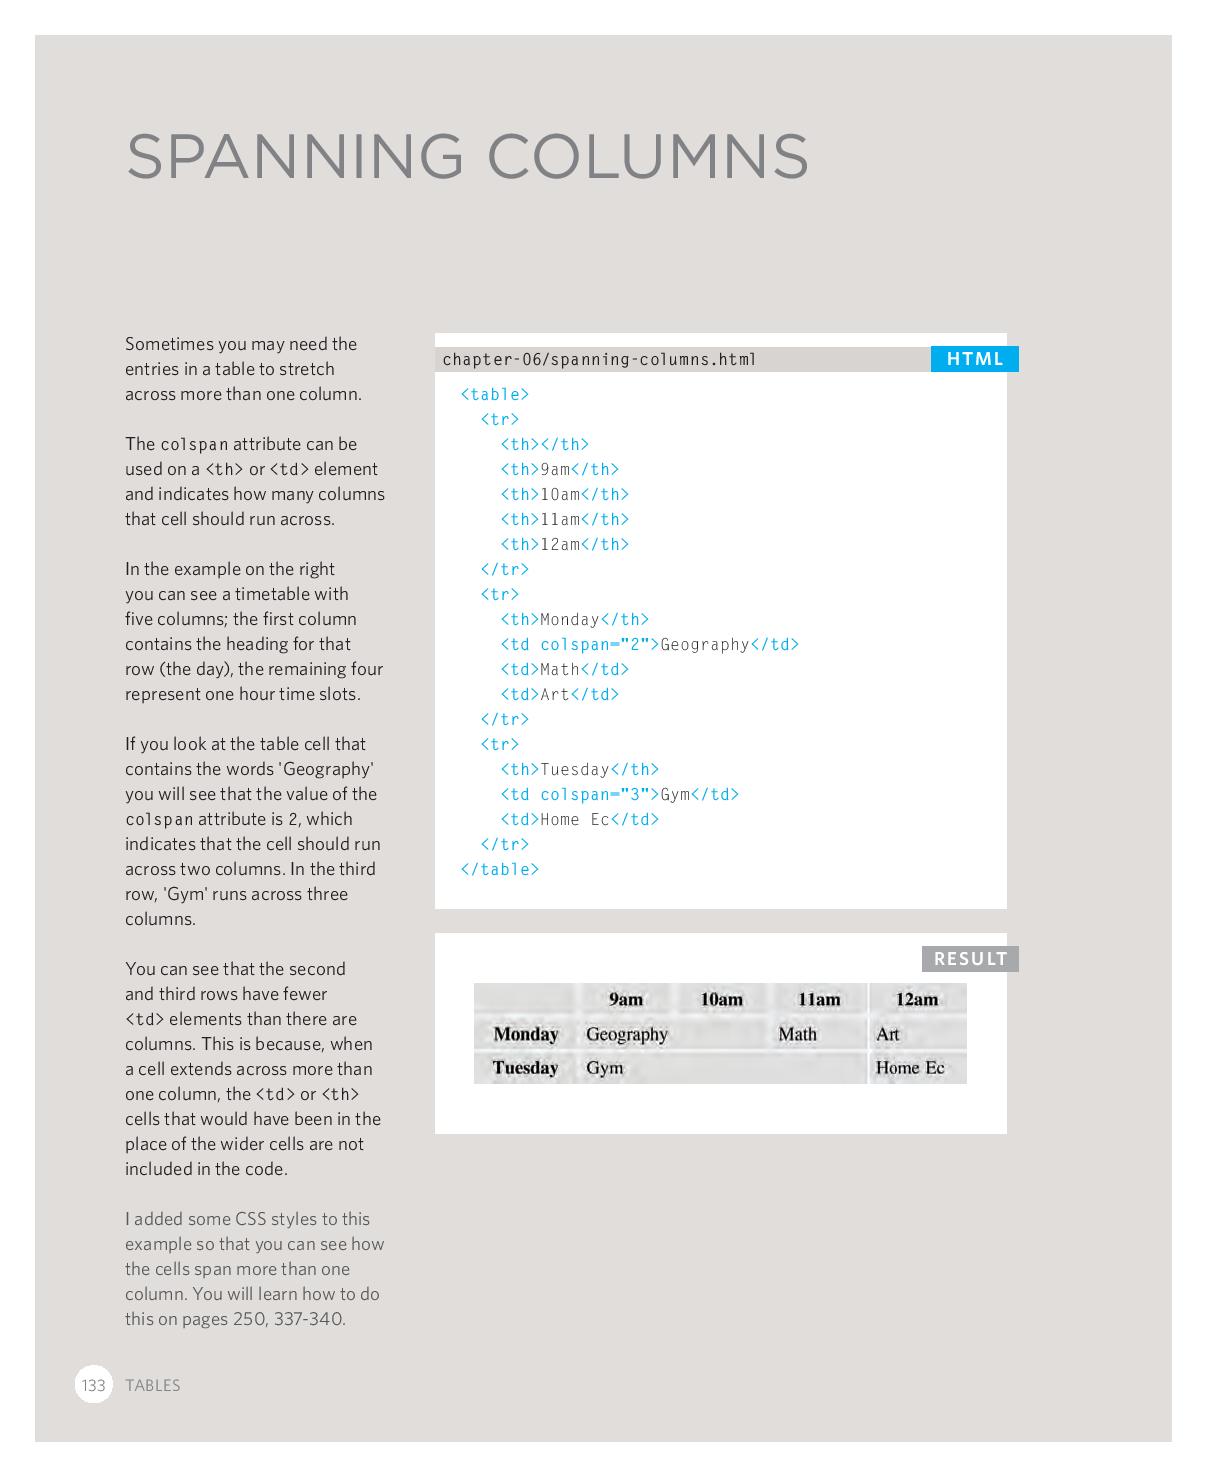 SPANNING COLUMNS
Sometimes you may need the
entries in a table to stretch
across more than one column.
The colspan attribute can be
used on a <th> or <td> element
and indicates how many columns
that cell should run across.
In the example on the right
you can see a timetable with
five columns; the first column
contains the heading for that
row (the day), the remaining four
represent one hour time slots.
If you look at the table cell that
contains the words 'Geography'
you will see that the value of the
colspan attribute is 2, which
indicates that the cell should run
across two columns. In the third
row, 'Gym' runs across three
columns.
You can see that the second
and third rows have fewer
<td> elements than there are
columns. This is because, when
a cell extends across more than
one column, the <td> or <th>
cells that would have been in the
place of the wider cells are not
included in the code.
I added some CSS styles to this
example so that you can see how
the cells span more than one
column. You will learn how to do
this on pages 250, 337-340.
chapter-06/spanning-columns.html HTML
<table>
<tr>
<th></th>
<th>9am</th>
<th>10am</th>
<th>11am</th>
<th>12am</th>
</tr>
<tr>
<th>Monday</th>
<td colspan="2">Geography</td>
<td>Math</td>
<td>Art</td>
</tr>
<tr>
<th>Tuesday</th>
<td colspan="3">Gym</td>
<td>Home Ec</td>
</tr>
</table>
RESULT
9am 10am 11am 12am
Monday Geography Math Art
Tuesday Gym Home Ec
133 TABLES